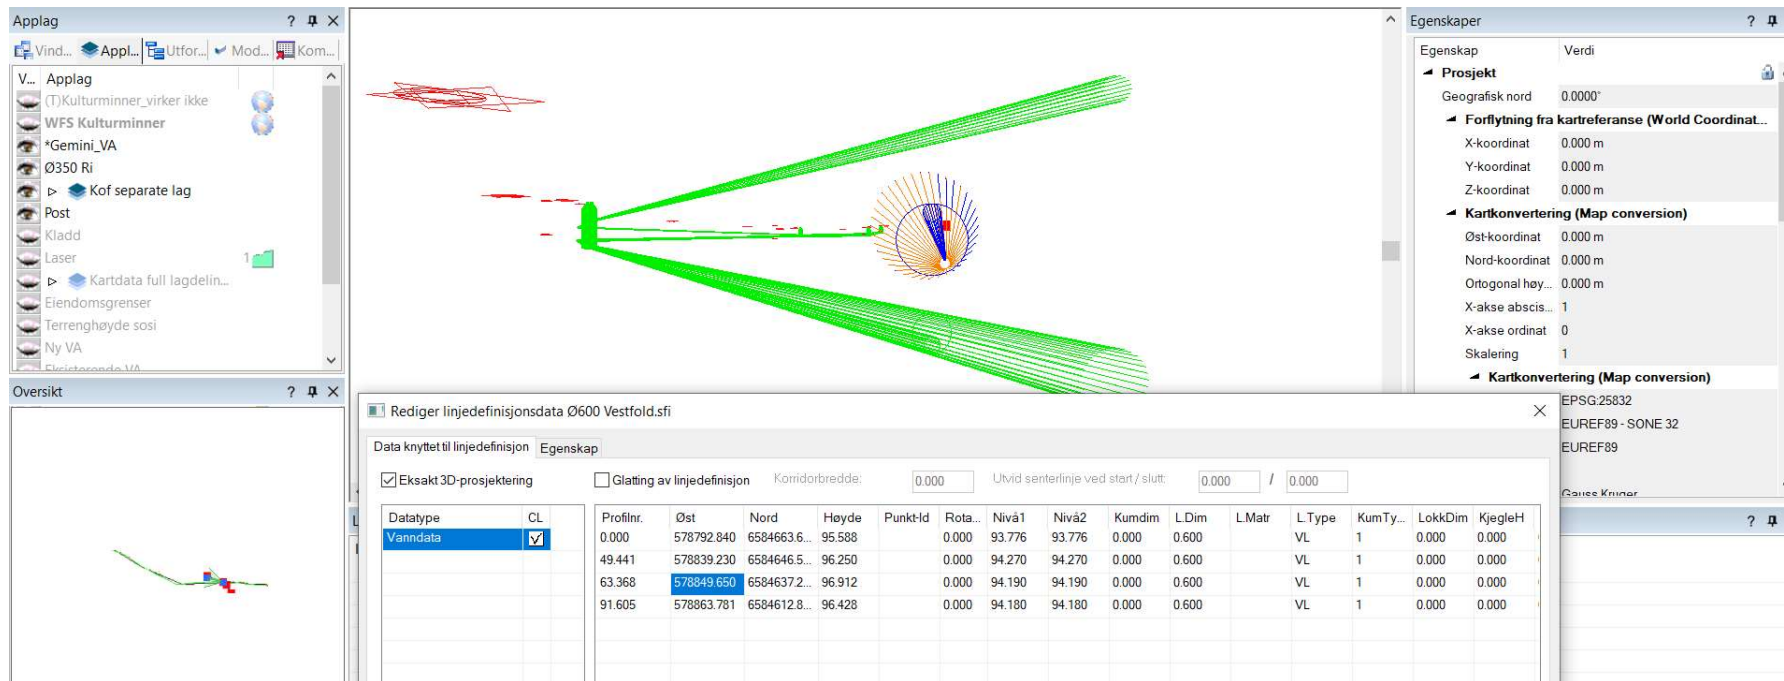 Applag
Vind... Appl... Utfor... Mod... Kom...
V... Applag
(T)Kulturminner_virker ikke
WFS Kulturminner
*Gemini_VA
Ø350 Ri
Kof separate lag
Post
Kladd
Laser 1
Kartdata full lagdelin...
Eiendomsgrenser
Terrenghøyde sosi
Ny VA
Eksisterende VA
Oversikt
Egenskaper
Egenskap Verdi
Prosjekt
Geografisk nord 0.0000°
Forflytning fra kartreferanse (World Coordinat...
X-koordinat 0.000 m
Y-koordinat 0.000 m
Z-koordinat 0.000 m
Kartkonvertering (Map conversion)
Øst-koordinat 0.000 m
Nord-koordinat 0.000 m
Ortogonal høy... 0.000 m
X-akse abscis... 1
X-akse ordinat 0
Skalering 1
Kartkonvertering (Map conversion)
EPSG:25832
EUREF89 - SONE 32
EUREF89
Gauss Kruger
Rediger linjedefinisjonsdata Ø600 Vestfold.sfi
Data knyttet til linjedefinisjon Egenskap
Eksakt 3D-prosjektering Glatting av linjedefinisjon Korridorbredde: 0.000 Utvid senterlinje ved start / slutt: 0.000 / 0.000
Datatype CL
Vanndata
Profilnr. Øst Nord Høyde Punkt-Id Rota... Nivå1 Nivå2 Kumdim L.Dim L.Matr L.Type KumTy... LokkDim KjegleH
0.000 578792.840 6584663.6... 95.588 0.000 93.776 93.776 0.000 0.600 VL 1 0.000 0.000
49.441 578839.230 6584646.5... 96.250 0.000 94.270 94.270 0.000 0.600 VL 1 0.000 0.000
63.368 578849.650 6584637.2... 96.912 0.000 94.190 94.190 0.000 0.600 VL 1 0.000 0.000
91.605 578863.781 6584612.8... 96.428 0.000 94.180 94.180 0.000 0.600 VL 1 0.000 0.000